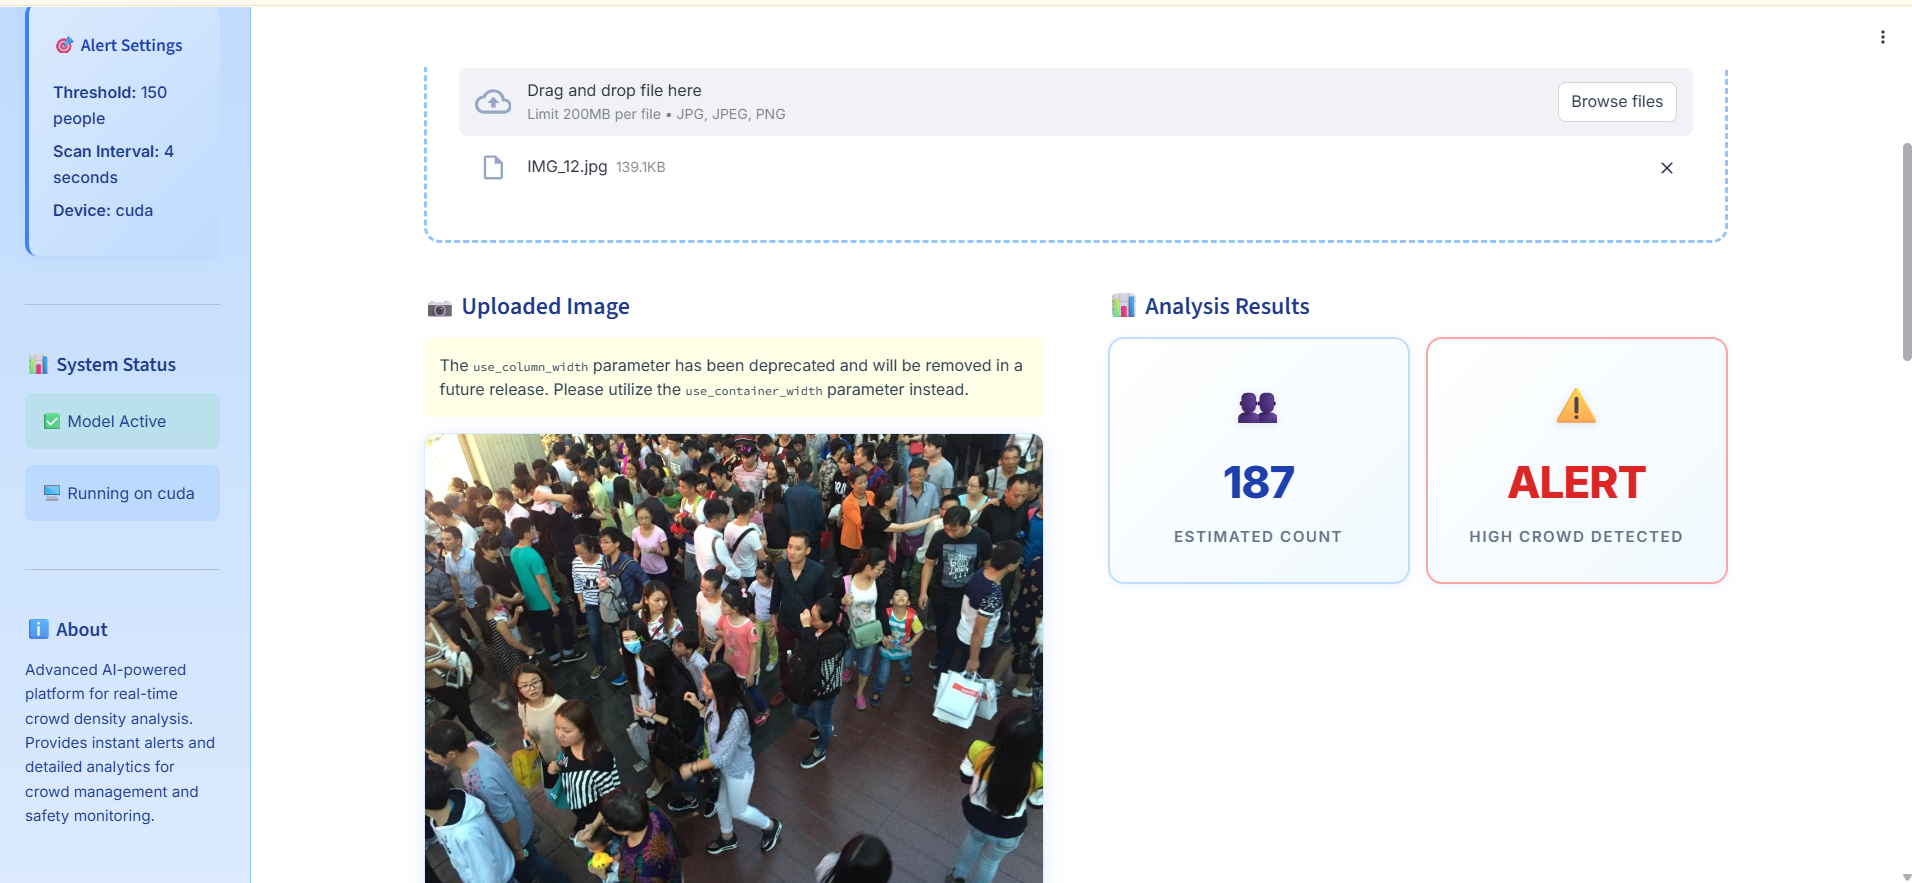 Alert Settings
Threshold: 150
people
Scan Interval: 4
seconds
Device: cuda
System Status
Model Active
Running on cuda
About
Advanced AI-powered
platform for real-time
crowd density analysis.
Provides instant alerts and
detailed analytics for
crowd management and
safety monitoring.
Drag and drop file here
Limit 200MB per file • JPG, JPEG, PNG
Browse files
IMG_12.jpg 139.1KB
Uploaded Image
The use_column_width parameter has been deprecated and will be removed in a
future release. Please utilize the use_container_width parameter instead.
Analysis Results
187
ESTIMATED COUNT
ALERT
HIGH CROWD DETECTED